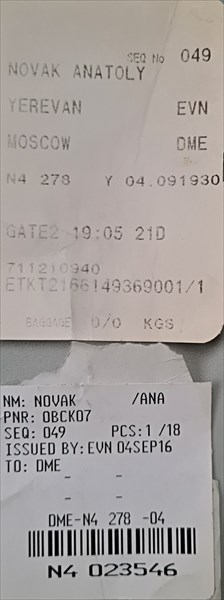 SEQ No 049
NOVAK ANATOLY
YEREVAN EVN
MOSCOW DME
N4 278 Y 04.091930
GATE2 19:05 21D
711210940
ETKT2166149369001/1
BAGGAGE 0/0 KGS
NM: NOVAK /ANA
PNR: 0BCK07
SEQ: 049 PCS:1 /18
ISSUED BY:EVN 04SEP16
TO: DME
- -
- -
DME-N4 278 -04
N4 023546